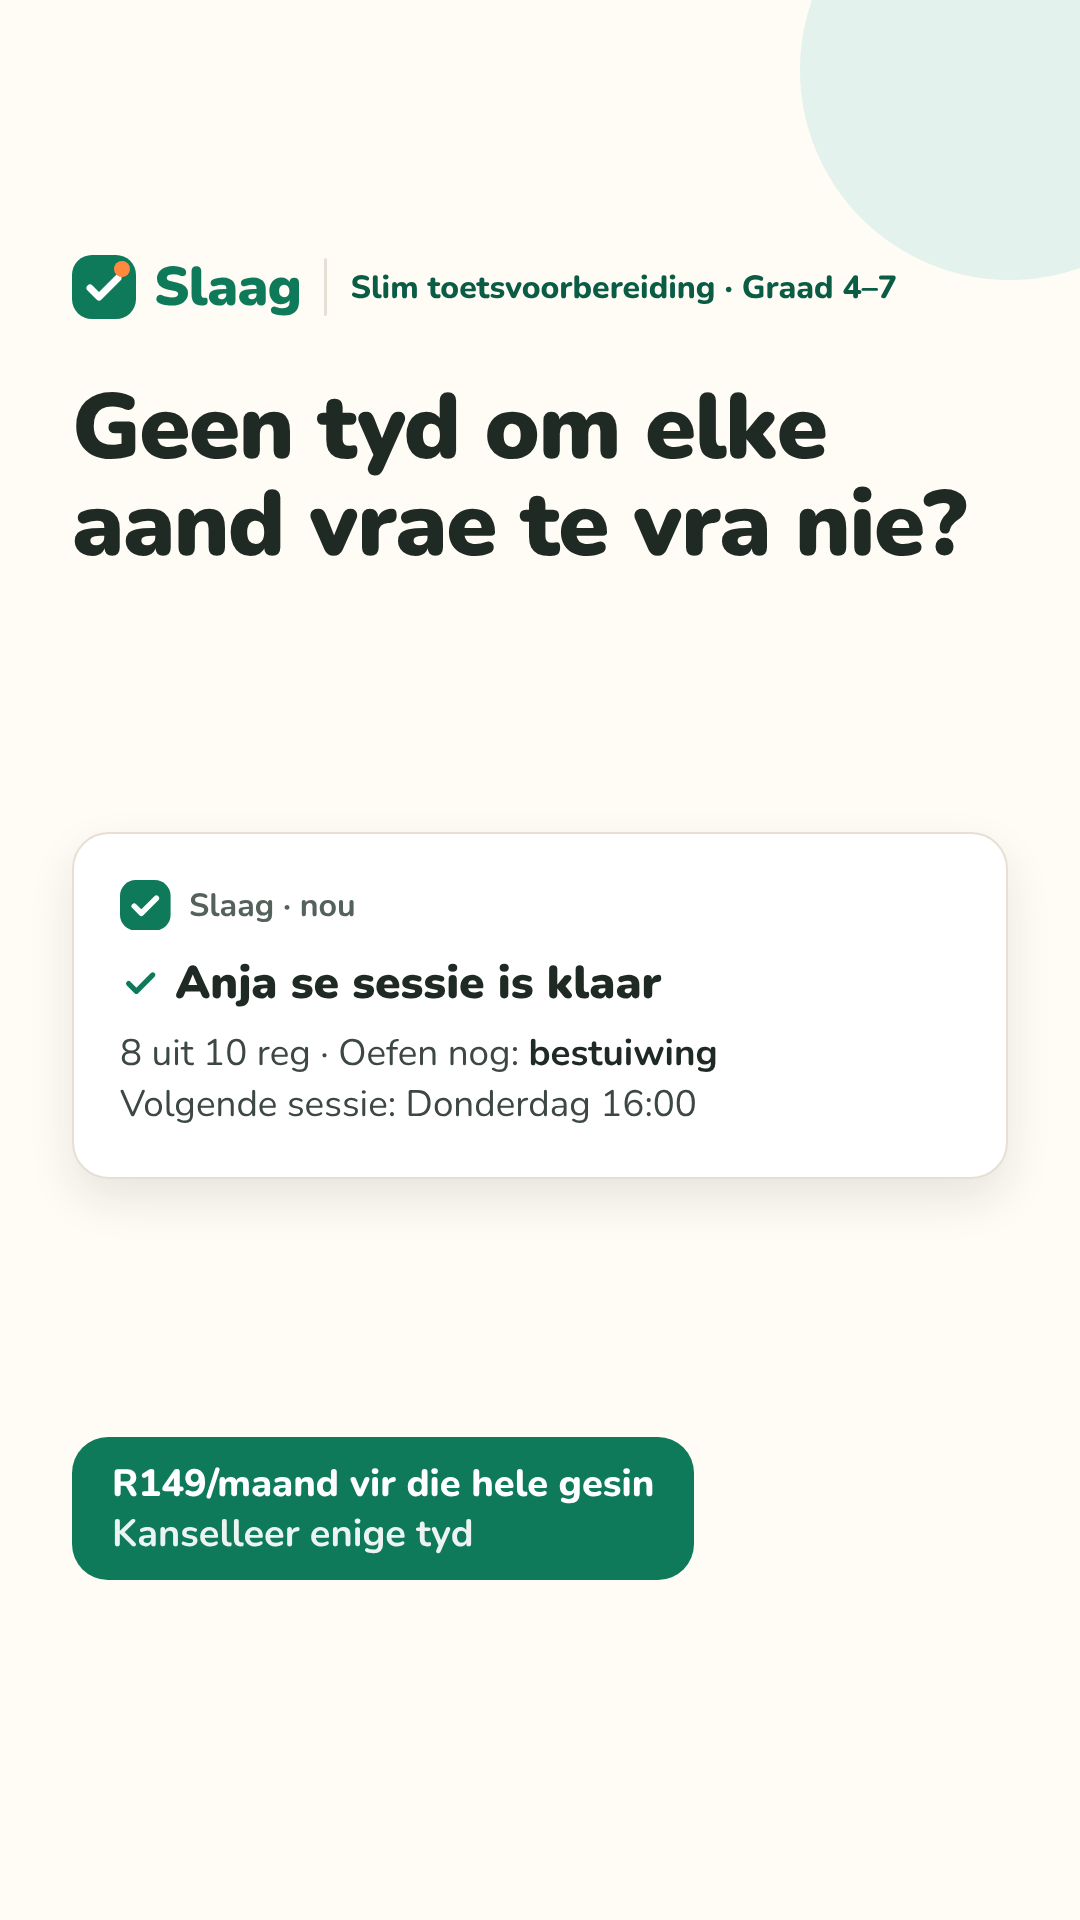 Slaag
Slim toetsvoorbereiding · Graad 4–7
Geen tyd om elke
aand vrae te vra nie?
Slaag · nou
Anja se sessie is klaar
8 uit 10 reg · Oefen nog: bestuiwing
Volgende sessie: Donderdag 16:00
R149/maand vir die hele gesin
Kanselleer enige tyd